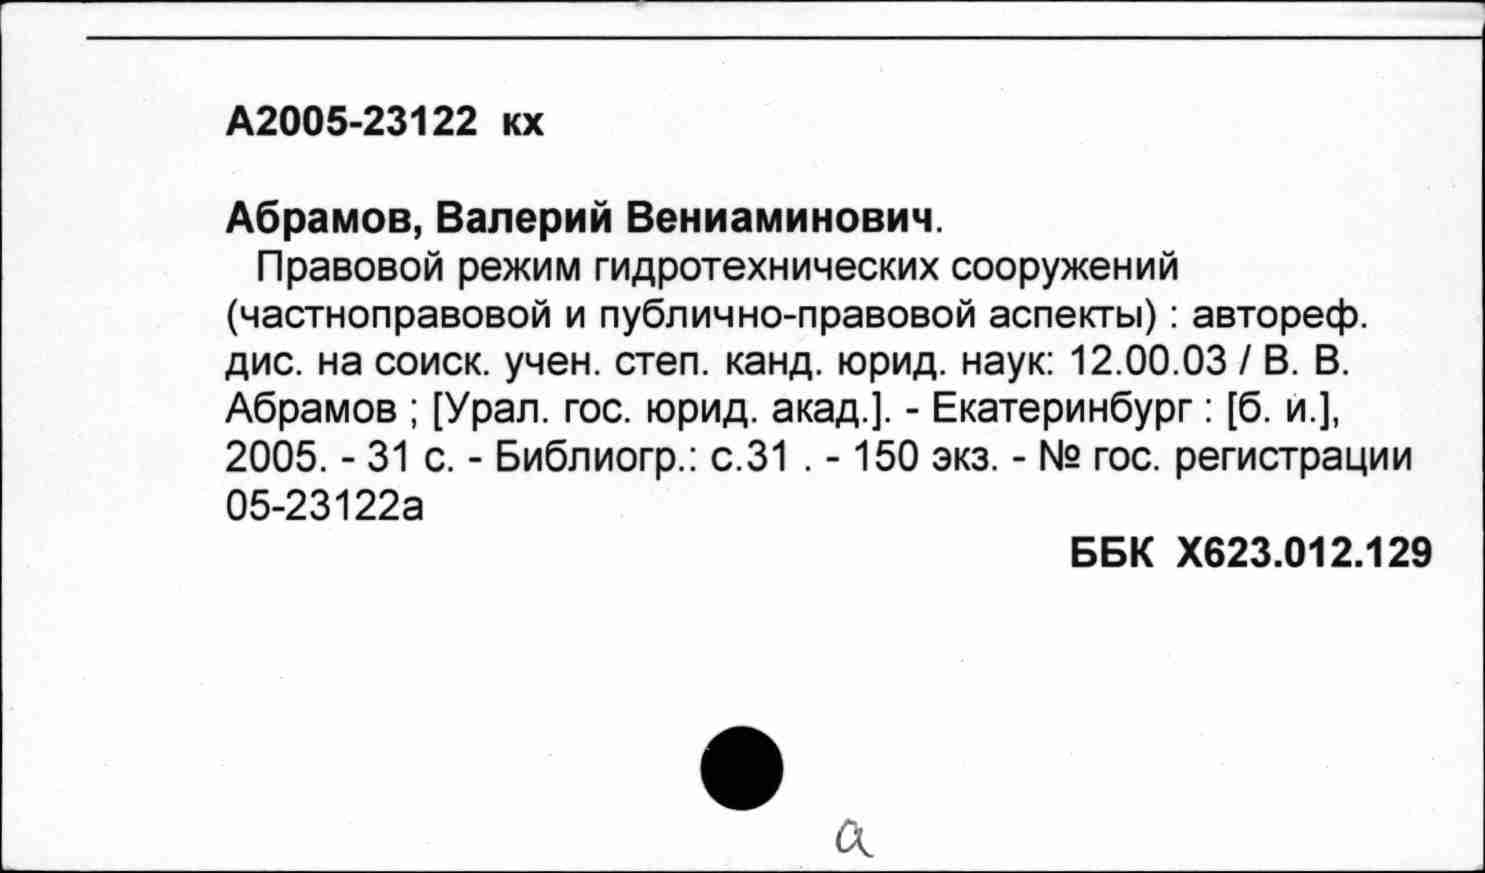 А2005-23122 кх
Абрамов, Валерий Вениаминович.
Правовой режим гидротехнических сооружений
(частноправовой и публично-правовой аспекты) : автореф.
дис. на соиск. учен. степ. канд. юрид. наук: 12.00.03 / В. В.
Абрамов ; [Урал. гос. юрид. акад.]. - Екатеринбург : [б. и.],
2005. - 31 с. - Библиогр.: с.31 . - 150 экз. - № гос. регистрации
05-23122а
ББК Х623.012.129
а